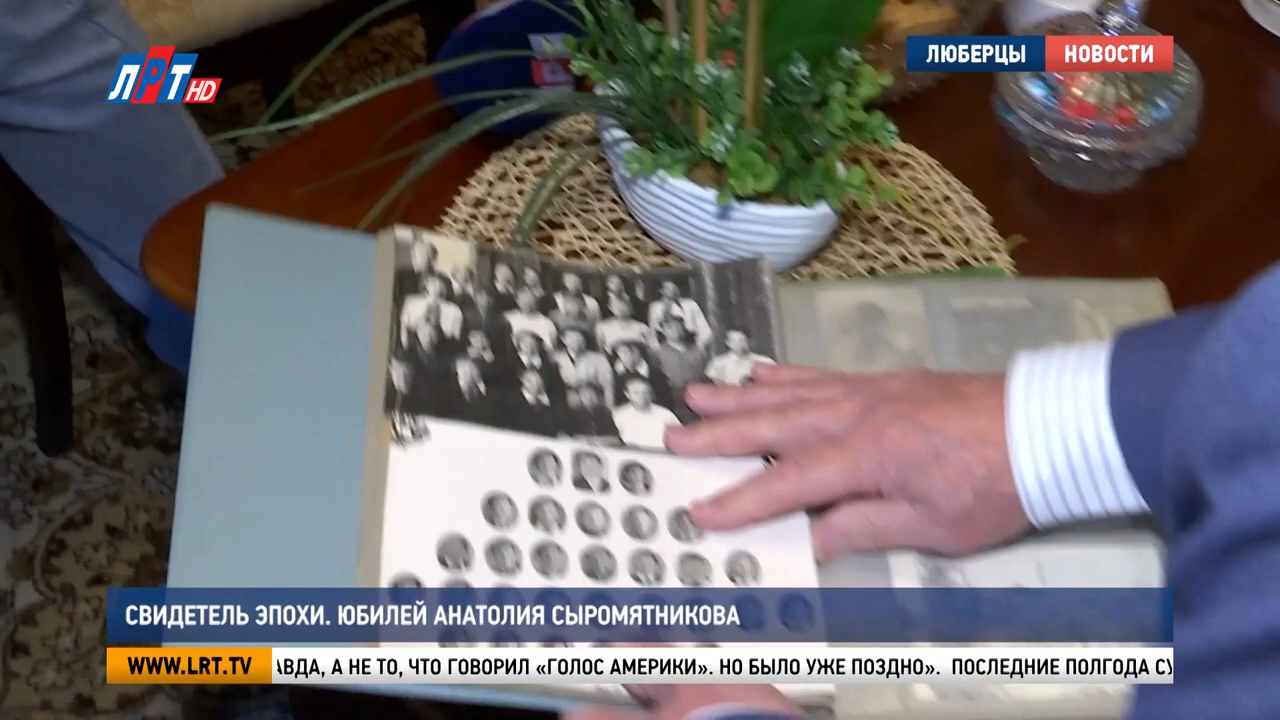 ЛРТ HD
ЛЮБЕРЦЫ НОВОСТИ
СВИДЕТЕЛЬ ЭПОХИ. ЮБИЛЕЙ АНАТОЛИЯ СЫРОМЯТНИКОВА
WWW.LRT.TV АВДА, А НЕ ТО, ЧТО ГОВОРИЛ «ГОЛОС АМЕРИКИ». НО БЫЛО УЖЕ ПОЗДНО». ПОСЛЕДНИЕ ПОЛГОДА СУ